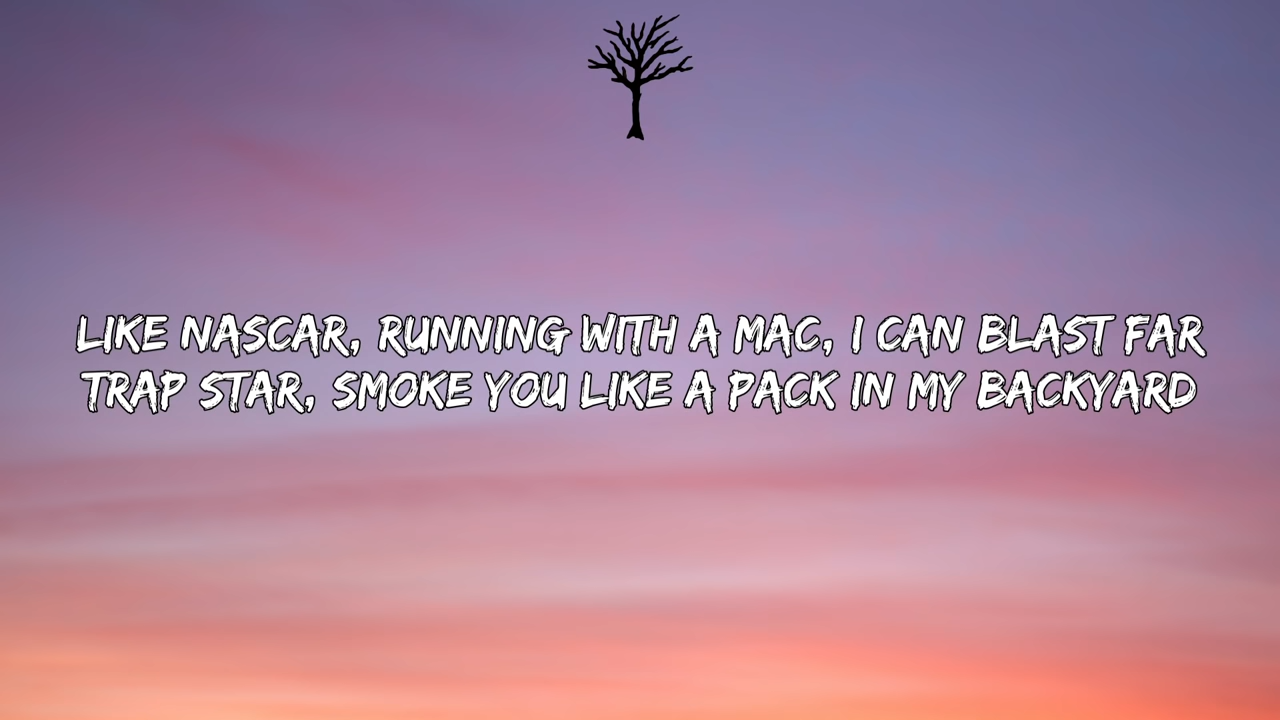 LIKE NASCAR, RUNNING WITH A MAC, I CAN BLAST FAR
TRAP STAR, SMOKE YOU LIKE A PACK IN MY BACKYARD